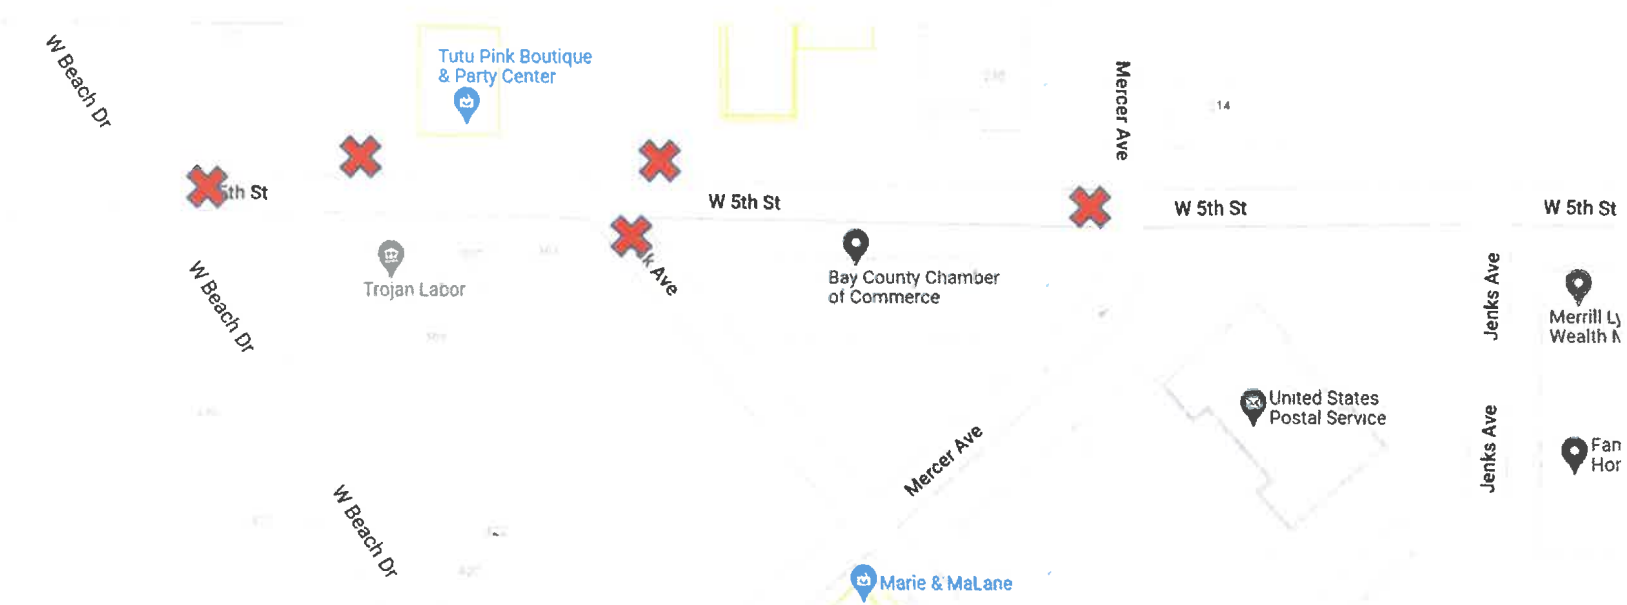 W Beach Dr
Tutu Pink Boutique
& Party Center
Mercer Ave
14
5th St
W 5th St
W 5th St
W 5th St
W Beach Dr
Trojan Labor
k Ave
Bay County Chamber
of Commerce
Jenks Ave
Merrill Ly
Wealth
United States
Postal Service
Jenks Ave
Mercer Ave
Fan
Hor
W Beach Dr
Marie & MaLane